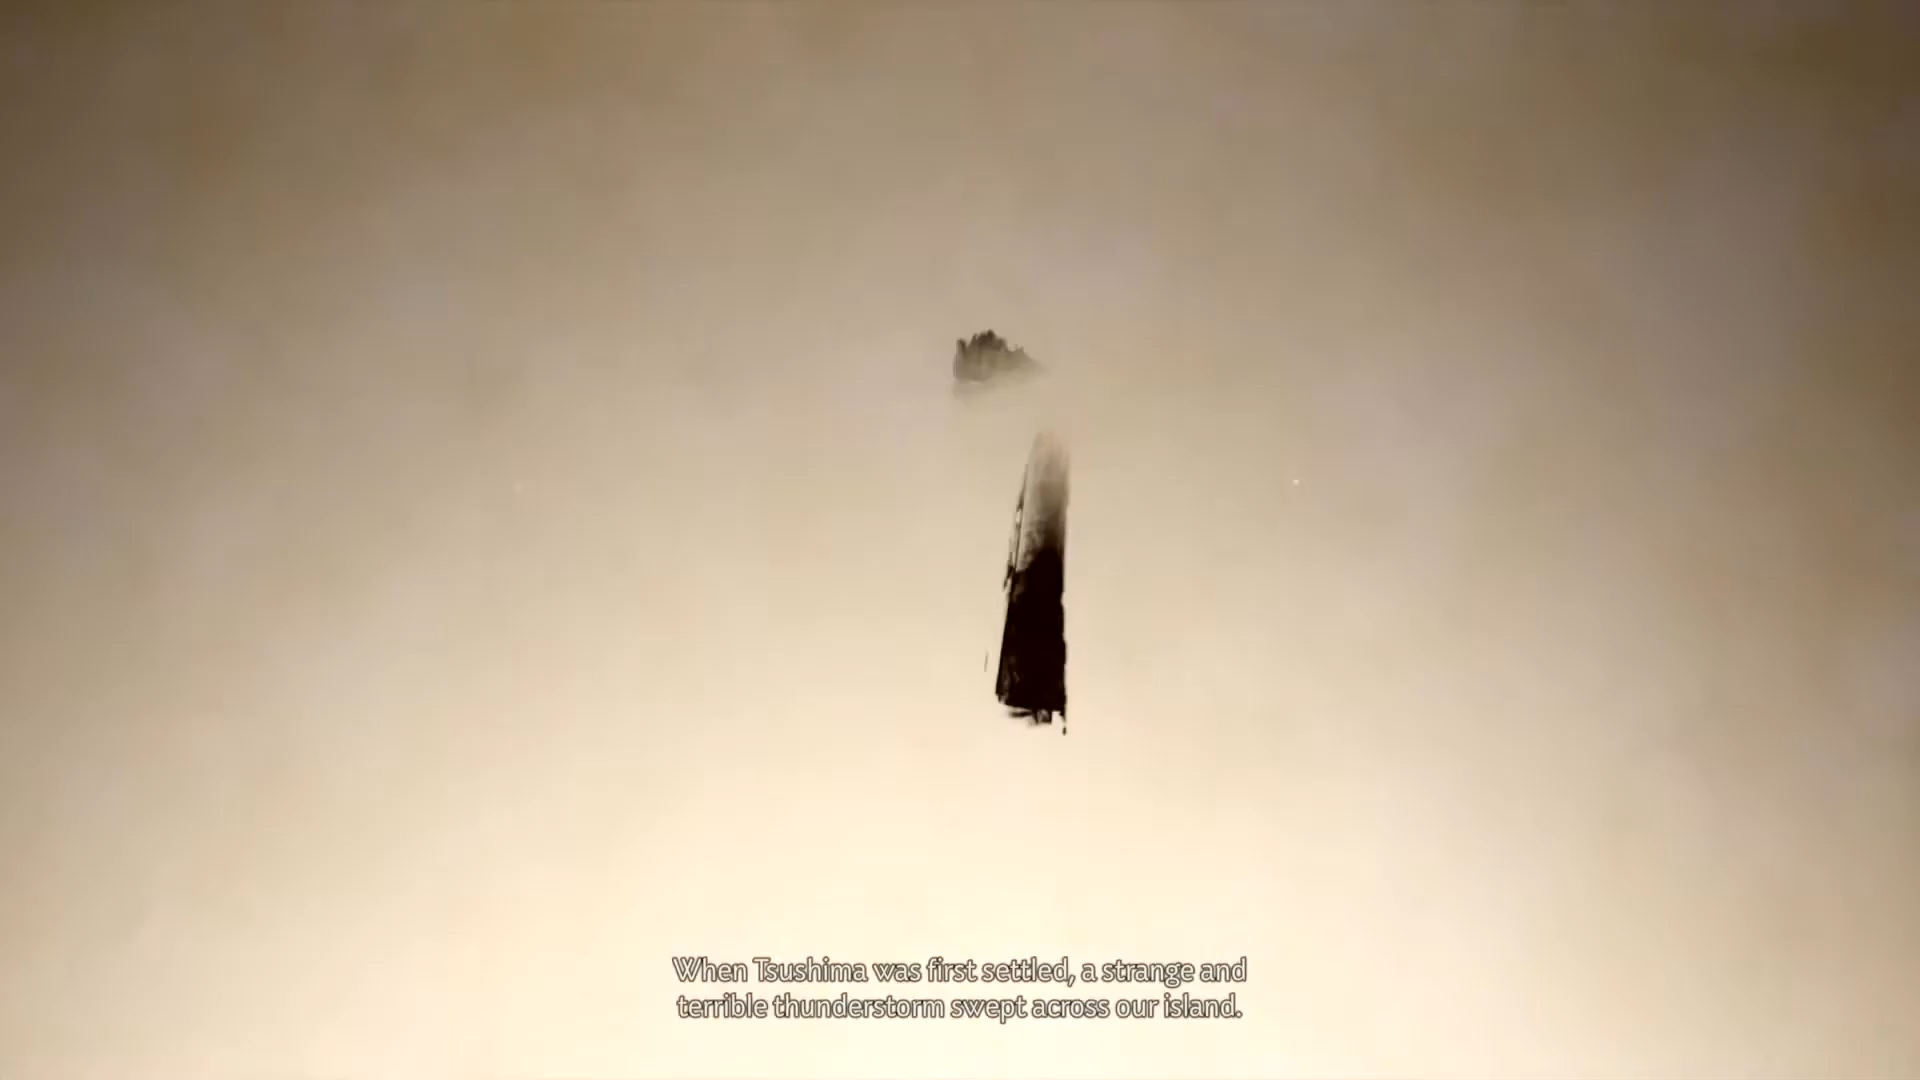 When Tsushima was first settled, a strange and
terrible thunderstorm swept across our island.